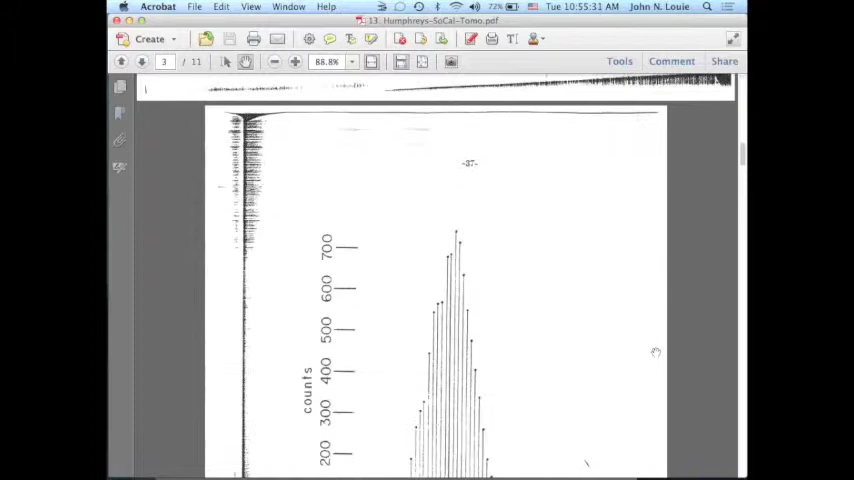 Acrobat File Edit View Window Help 72% Tue 10:55:31 AM John N. Louie
13. Humphreys-SoCal-Tomo.pdf
Create
3 / 11 88.8% Tools Comment Share
-37-
700
600
500
400
counts
300
200